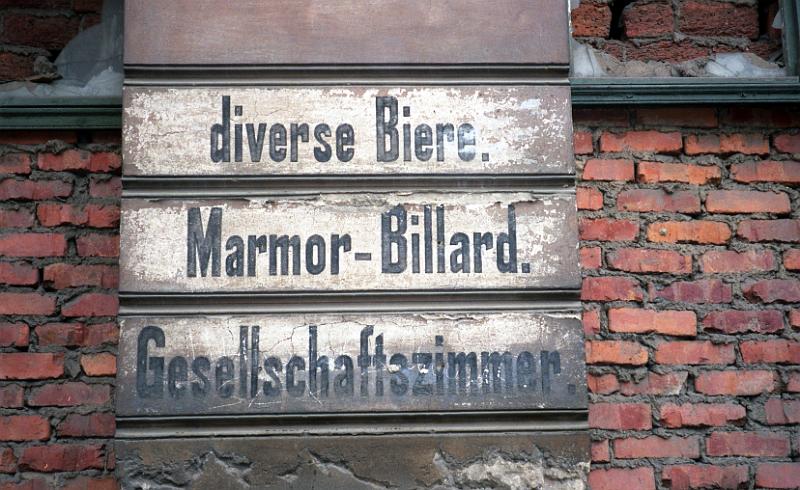 diverse Biere.
Marmor-Billard.
Gesellschaftszimmer.